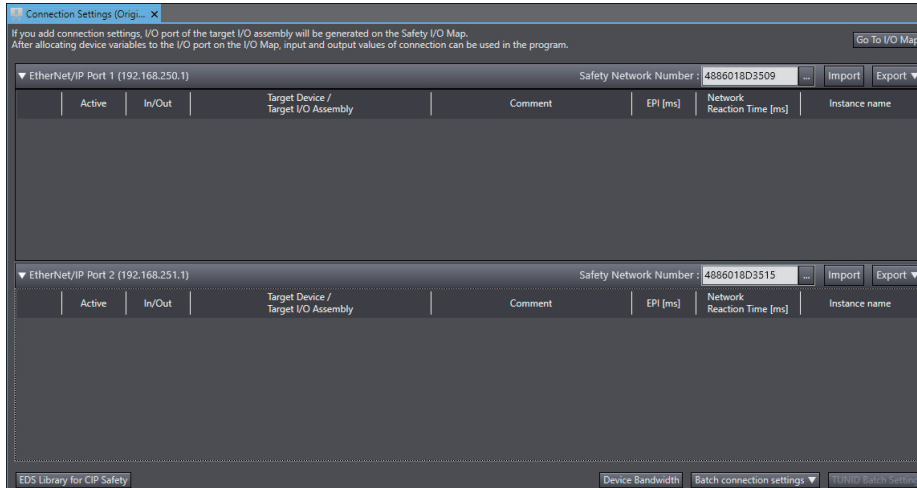 Connection Settings (Origi... X
If you add connection settings, I/O port of the target I/O assembly will be generated on the Safety I/O Map.
After allocating device variables to the I/O port on the I/O Map, input and output values of connection can be used in the program.
Go To I/O Map
▼ EtherNet/IP Port 1 (192.168.250.1) Safety Network Number : 4886018D3509 ... Import Export ▼
Active In/Out Target Device / Comment EPI [ms] Network Instance name
Target I/O Assembly Reaction Time [ms]
▼ EtherNet/IP Port 2 (192.168.251.1) Safety Network Number : 4886018D3515 ... Import Export ▼
Active In/Out Target Device / Comment EPI [ms] Network Instance name
Target I/O Assembly Reaction Time [ms]
EDS Library for CIP Safety Device Bandwidth Batch connection settings ▼ TUNID Batch Setting